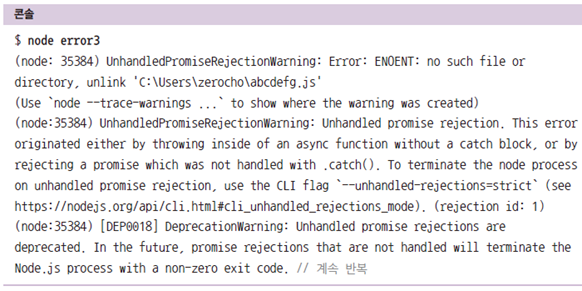 콘솔
$ node error3
(node: 35384) UnhandledPromiseRejectionWarning: Error: ENOENT: no such file or
directory, unlink 'C:\Users\zerocho\abcdefg.js'
(Use `node --trace-warnings ...` to show where the warning was created)
(node:35384) UnhandledPromiseRejectionWarning: Unhandled promise rejection. This error
originated either by throwing inside of an async function without a catch block, or by
rejecting a promise which was not handled with .catch(). To terminate the node process
on unhandled promise rejection, use the CLI flag `--unhandled-rejections=strict` (see
https://nodejs.org/api/cli.html#cli_unhandled_rejections_mode). (rejection id: 1)
(node:35384) [DEP0018] DeprecationWarning: Unhandled promise rejections are
deprecated. In the future, promise rejections that are not handled will terminate the
Node.js process with a non-zero exit code. // 계속 반복